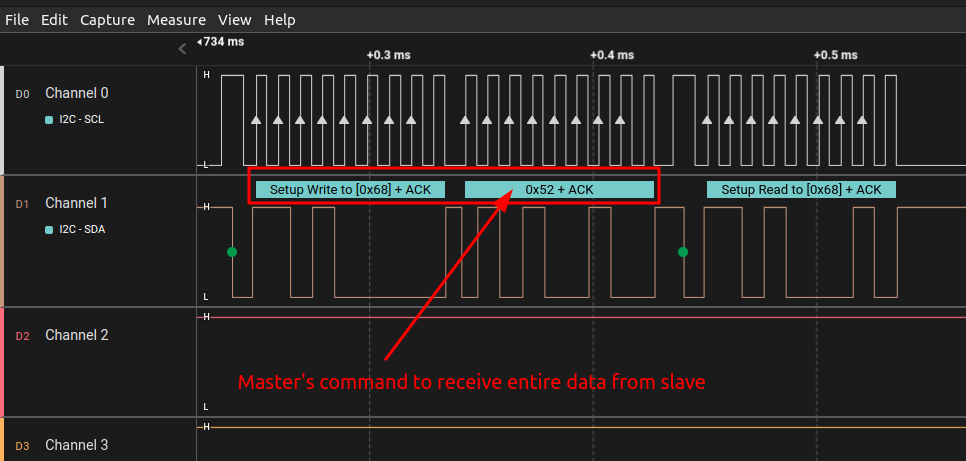 File Edit Capture Measure View Help
734 ms
+0.3 ms +0.4 ms +0.5 ms
D0 Channel 0 H
I2C - SCL
L
Setup Write to [0x68] + ACK 0x52 + ACK Setup Read to [0x68] + ACK
D1 Channel 1 H
I2C - SDA
L
H
D2 Channel 2
Master's command to receive entire data from slave
L
H
D3 Channel 3